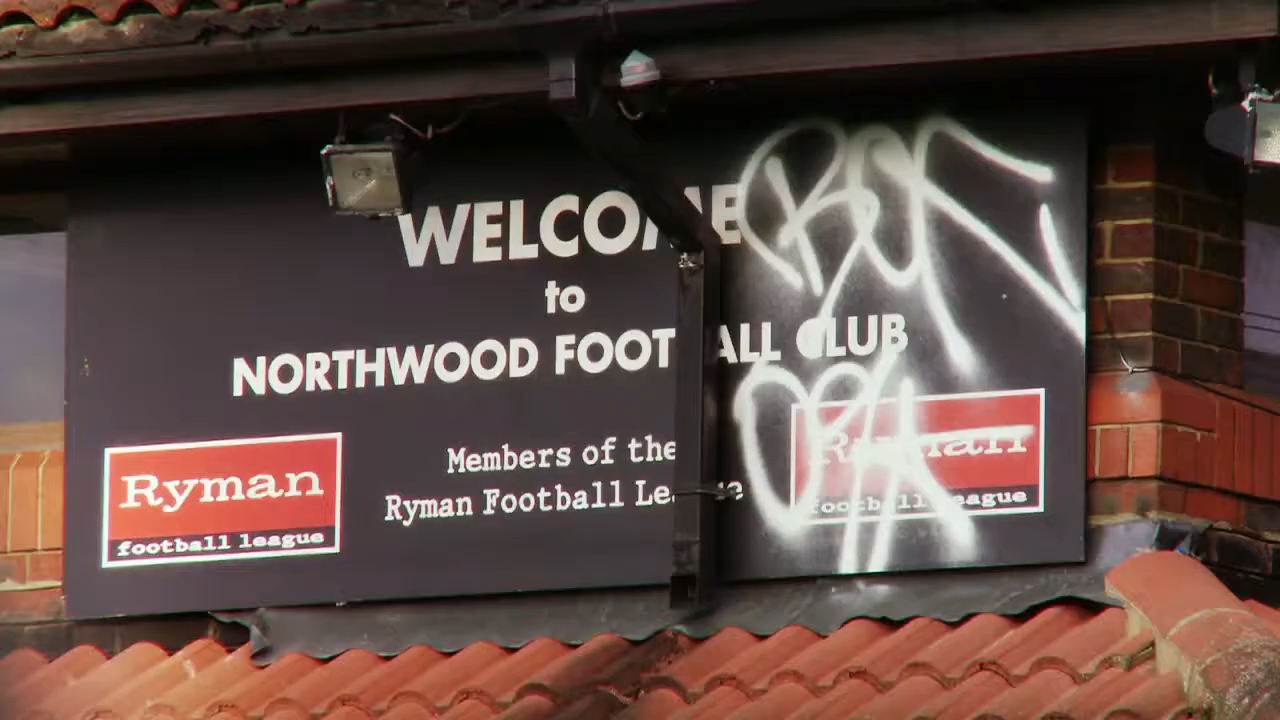 WELCOME
to
NORTHWOOD FOOTBALL CLUB
Members of the
Ryman Football League
Ryman
football league
Ryman
football league